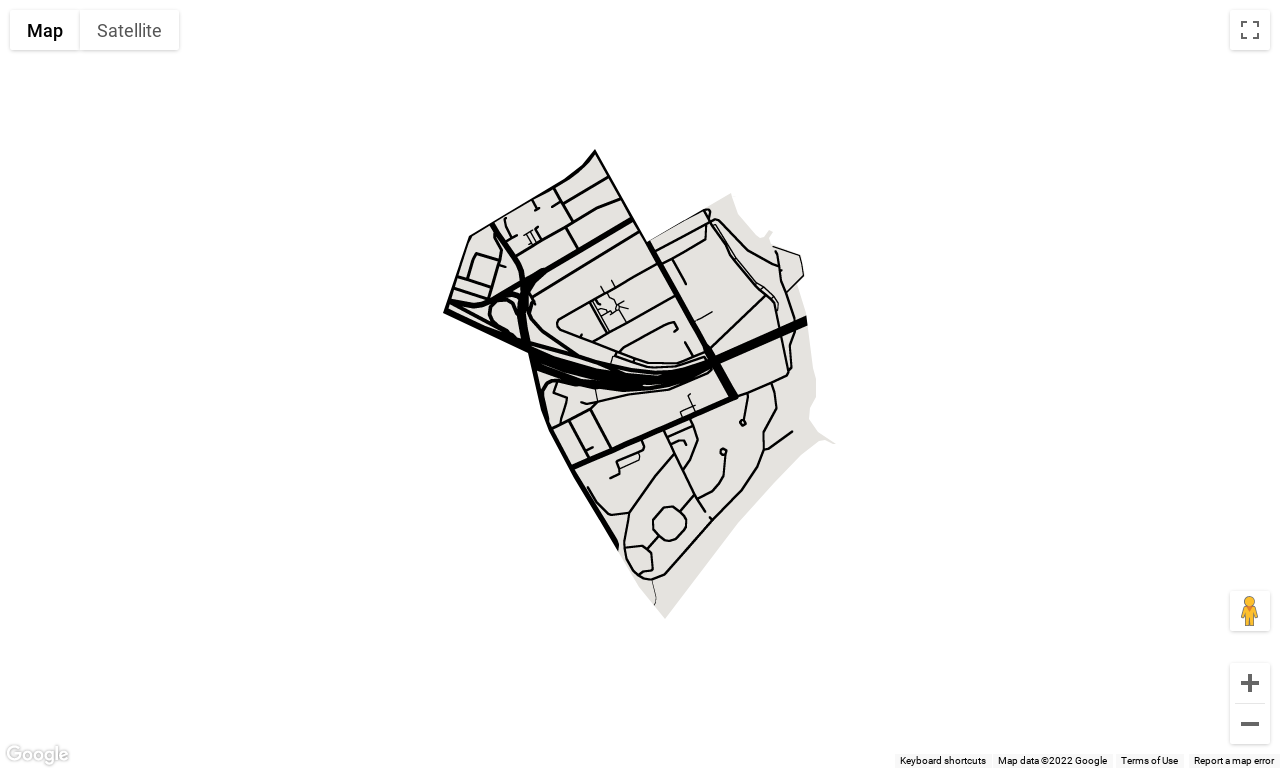 Map Satellite
Google
Keyboard shortcuts Map data ©2022 Google Terms of Use Report a map error